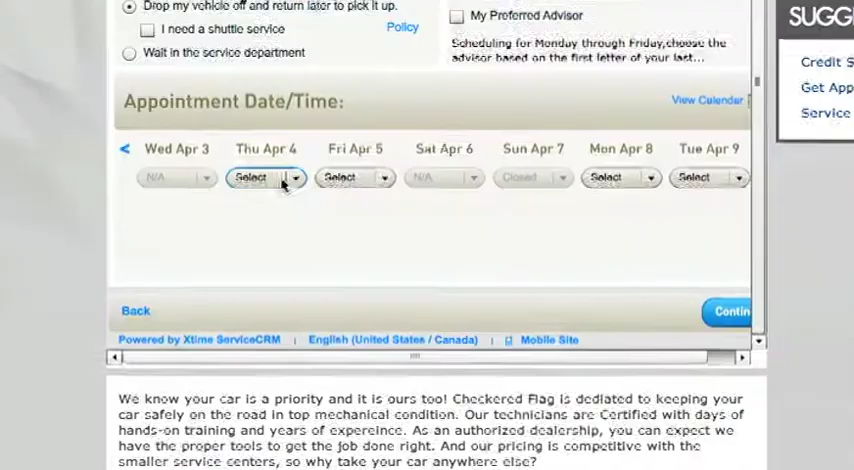 Drop my vehicle off and return later to pick it up.
I need a shuttle service
Policy
Wait in the service department
My Preferred Advisor
Scheduling for Monday through Friday,choose the
advisor based on the first letter of your last...
SUGG
Credit S
Get App
Service
Appointment Date/Time:
View Calendar
< Wed Apr 3 Thu Apr 4 Fri Apr 5 Sat Apr 6 Sun Apr 7 Mon Apr 8 Tue Apr 9
N/A Select Select N/A Closed Select Select
Back
Contin
Powered by Xtime ServiceCRM | English (United States / Canada) | Mobile Site
We know your car is a priority and it is ours too! Checkered Flag is dediated to keeping your
car safely on the road in top mechanical condition. Our technicians are Certified with days of
hands-on training and years of expereince. As an authorized dealership, you can expect we
have the proper tools to get the job done right. And our pricing is competitive with the
smaller service centers, so why take your car anywhere else?